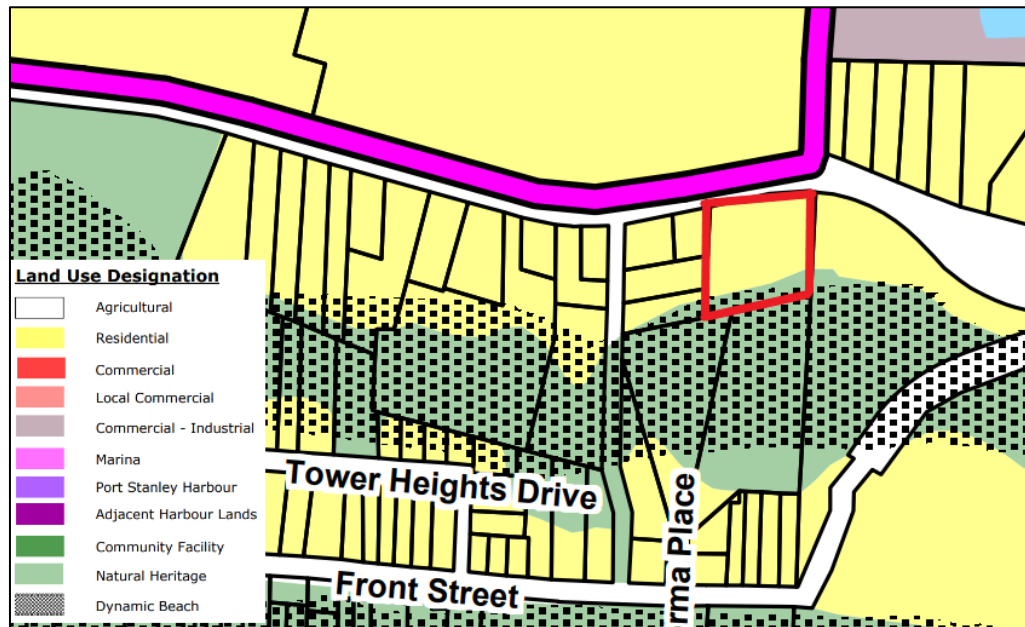 Land Use Designation
Agricultural
Residential
Commercial
Local Commercial
Commercial - Industrial
Marina
Port Stanley Harbour
Adjacent Harbour Lands
Community Facility
Natural Heritage
Dynamic Beach
Tower Heights Drive
Front Street
rma Place